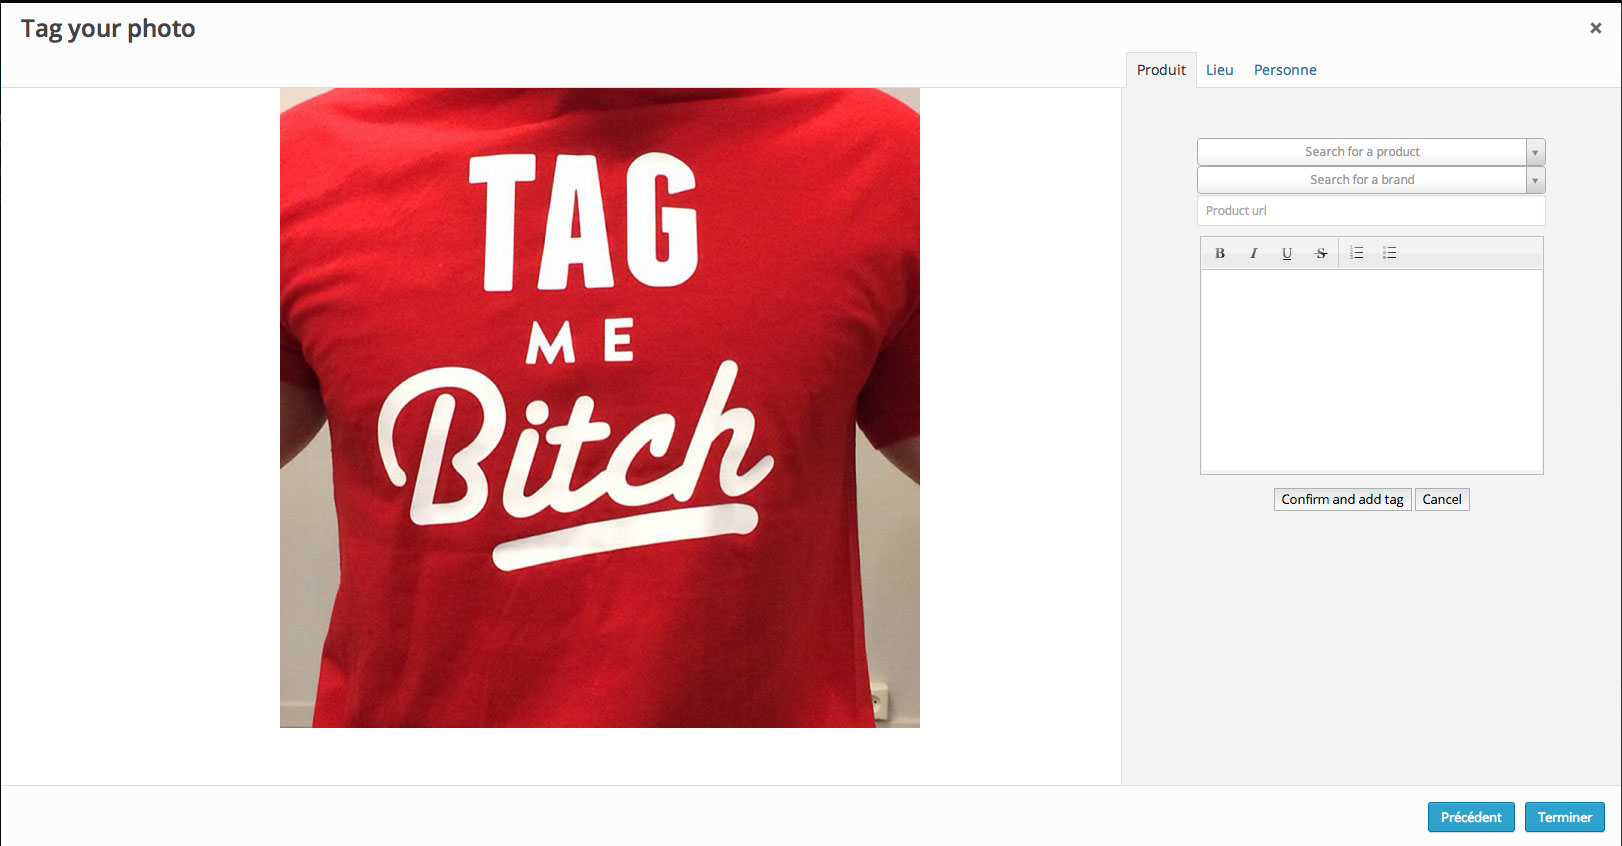 Tag your photo
×
Produit Lieu Personne
TAG
ME
Bitch
Search for a product
Search for a brand
Product url
B I U S
Confirm and add tag Cancel
Précédent Terminer